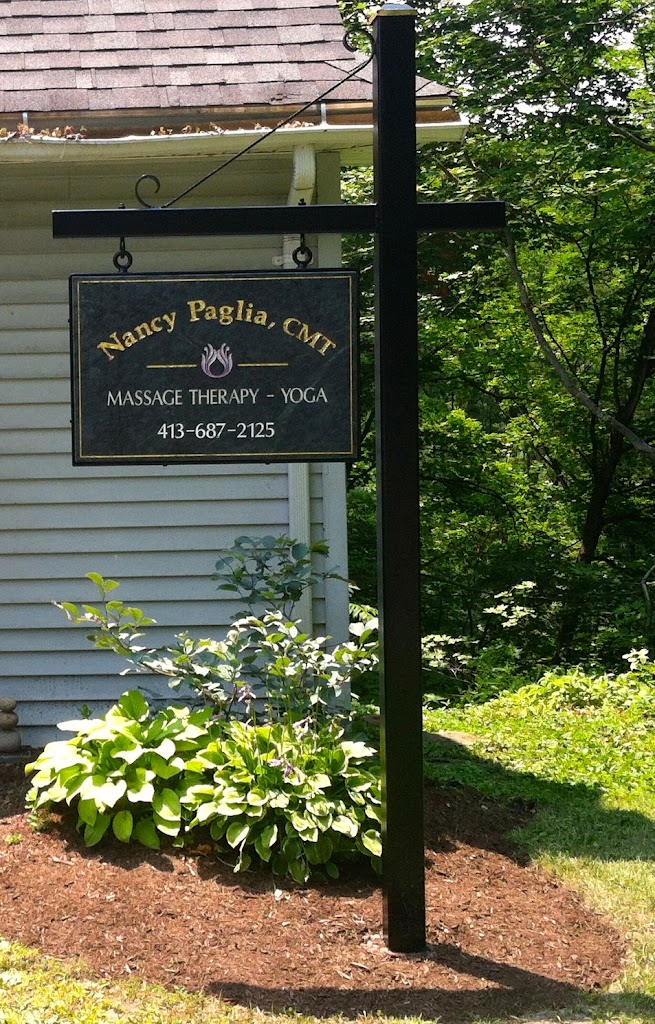 Nancy Paglia, CMT
MASSAGE THERAPY - YOGA
413-687-2125